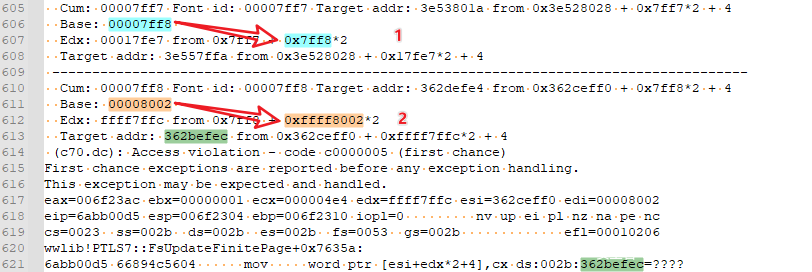 605 Cum: 00007ff7 Font id: 00007ff7 Target addr: 3e53801a from 0x3e528028 + 0x7ff7*2 + 4
606 Base: 00007ff8
607 Edx: 00017fe7 from 0x7ff7 + 0x7ff8*2 1
608 Target addr: 3e557ffa from 0x3e528028 + 0x17fe7*2 + 4
609 --------------------------------------------------------------------------------
610 Cum: 00007ff8 Font id: 00007ff8 Target addr: 362defe4 from 0x362ceff0 + 0x7ff8*2 + 4
611 Base: 00008002
612 Edx: ffff7ffc from 0x7ff8 + 0xffff8002*2 2
613 Target addr: 362befec from 0x362ceff0 + 0xffff7ffc*2 + 4
614 (c70.dc): Access violation - code c0000005 (first chance)
615 First chance exceptions are reported before any exception handling.
616 This exception may be expected and handled.
617 eax=006f23ac ebx=00000001 ecx=000004e4 edx=ffff7ffc esi=362ceff0 edi=00008002
618 eip=6abb00d5 esp=006f2304 ebp=006f2310 iopl=0 nv up ei pl nz na pe nc
619 cs=0023 ss=002b ds=002b es=002b fs=0053 gs=002b efl=00010206
620 wwlib!PTLS7::FsUpdateFinitePage+0x7635a:
621 6abb00d5 66894c5604 mov word ptr [esi+edx*2+4],cx ds:002b:362befec=????